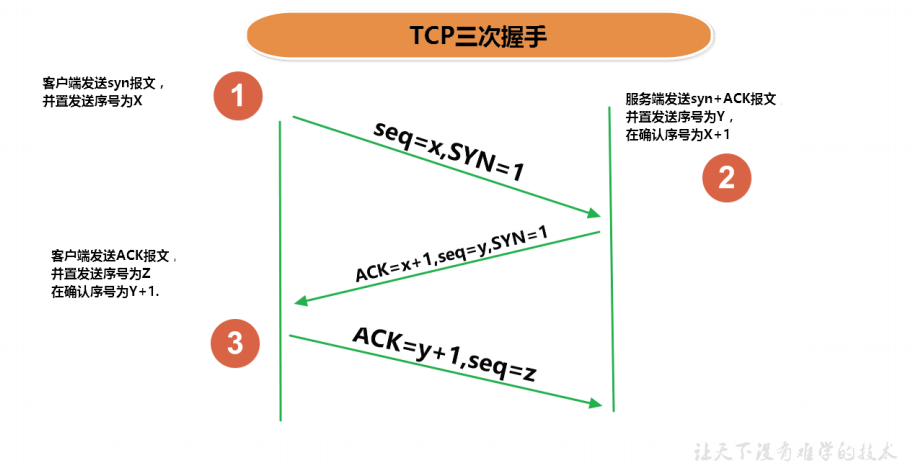 TCP三次握手
客户端发送syn报文，
并置发送序号为X
1
seq=x,SYN=1
服务端发送syn+ACK报文
并置发送序号为Y，
在确认序号为X+1
2
ACK=x+1,seq=y,SYN=1
客户端发送ACK报文，
并置发送序号为Z
在确认序号为Y+1.
3
ACK=y+1,seq=z
让天下没有难学的技术